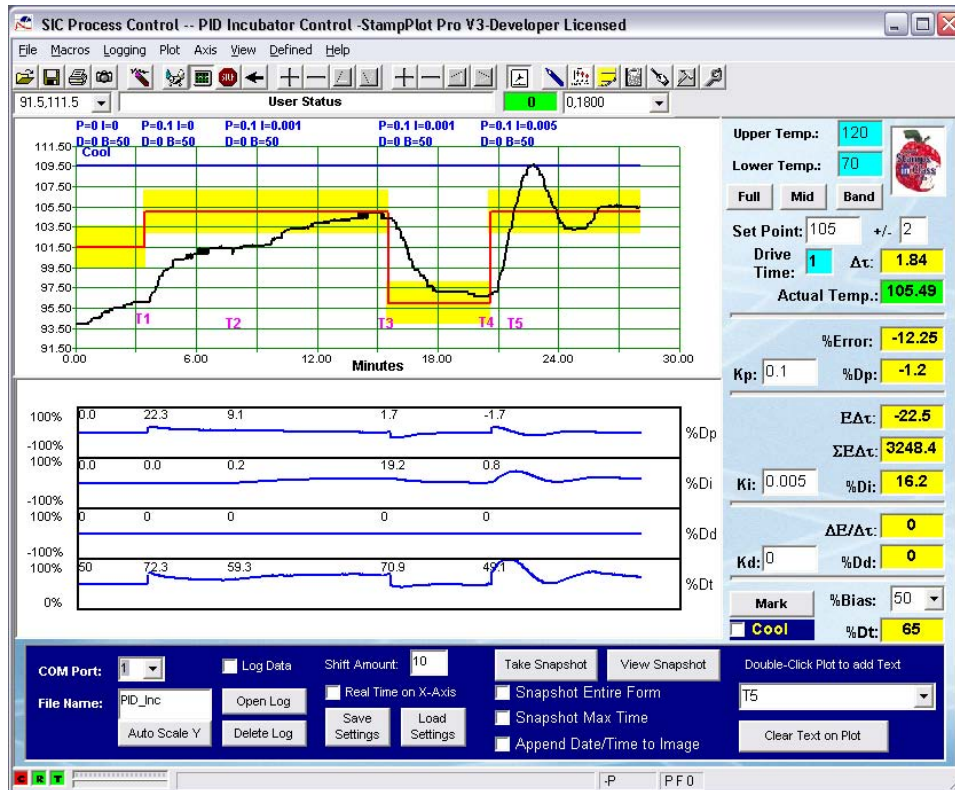 SIC Process Control -- PID Incubator Control -StampPlot Pro V3-Developer Licensed
File Macros Logging Plot Axis View Defined Help
91.5,111.5 User Status 0 0,1800
P=0 I=0 P=0.1 I=0 P=0.1 I=0.001 P=0.1 I=0.001 P=0.1 I=0.005
D=0 B=50 D=0 B=50 D=0 B=50 D=0 B=50 D=0 B=50
Cool
111.50
109.50
107.50
105.50
103.50
101.50
99.50
97.50
95.50
93.50
91.50
T1 T2 T3 T4 T5
0.00 6.00 12.00 18.00 24.00 30.00
Minutes
100% 0.0 22.3 9.1 1.7 -1.7
-100% %Dp
100% 0.0 0.0 0.2 19.2 0.8
-100% %Di
100% 0 0 0 0 0
-100% %Dd
100% 50 72.3 59.3 70.9 49.1
0% %Dt
Upper Temp.: 120
Lower Temp.: 70
Stamps in Class
Full Mid Band
Set Point: 105 +/- 2
Drive Time: 1 Δτ: 1.84
Actual Temp.: 105.49
%Error: -12.25
Kp: 0.1 %Dp: -1.2
EΔτ: -22.5
ΣEΔτ: 3248.4
Ki: 0.005 %Di: 16.2
ΔE/Δτ: 0
Kd: 0 %Dd: 0
Mark %Bias: 50
Cool %Dt: 65
COM Port: 1 Log Data Shift Amount: 10 Take Snapshot View Snapshot Double-Click Plot to add Text
Real Time on X-Axis Snapshot Entire Form
File Name: PID_Inc Open Log T5
Save Settings Load Settings Snapshot Max Time
Auto Scale Y Delete Log Append Date/Time to Image Clear Text on Plot
C R T -P P F 0